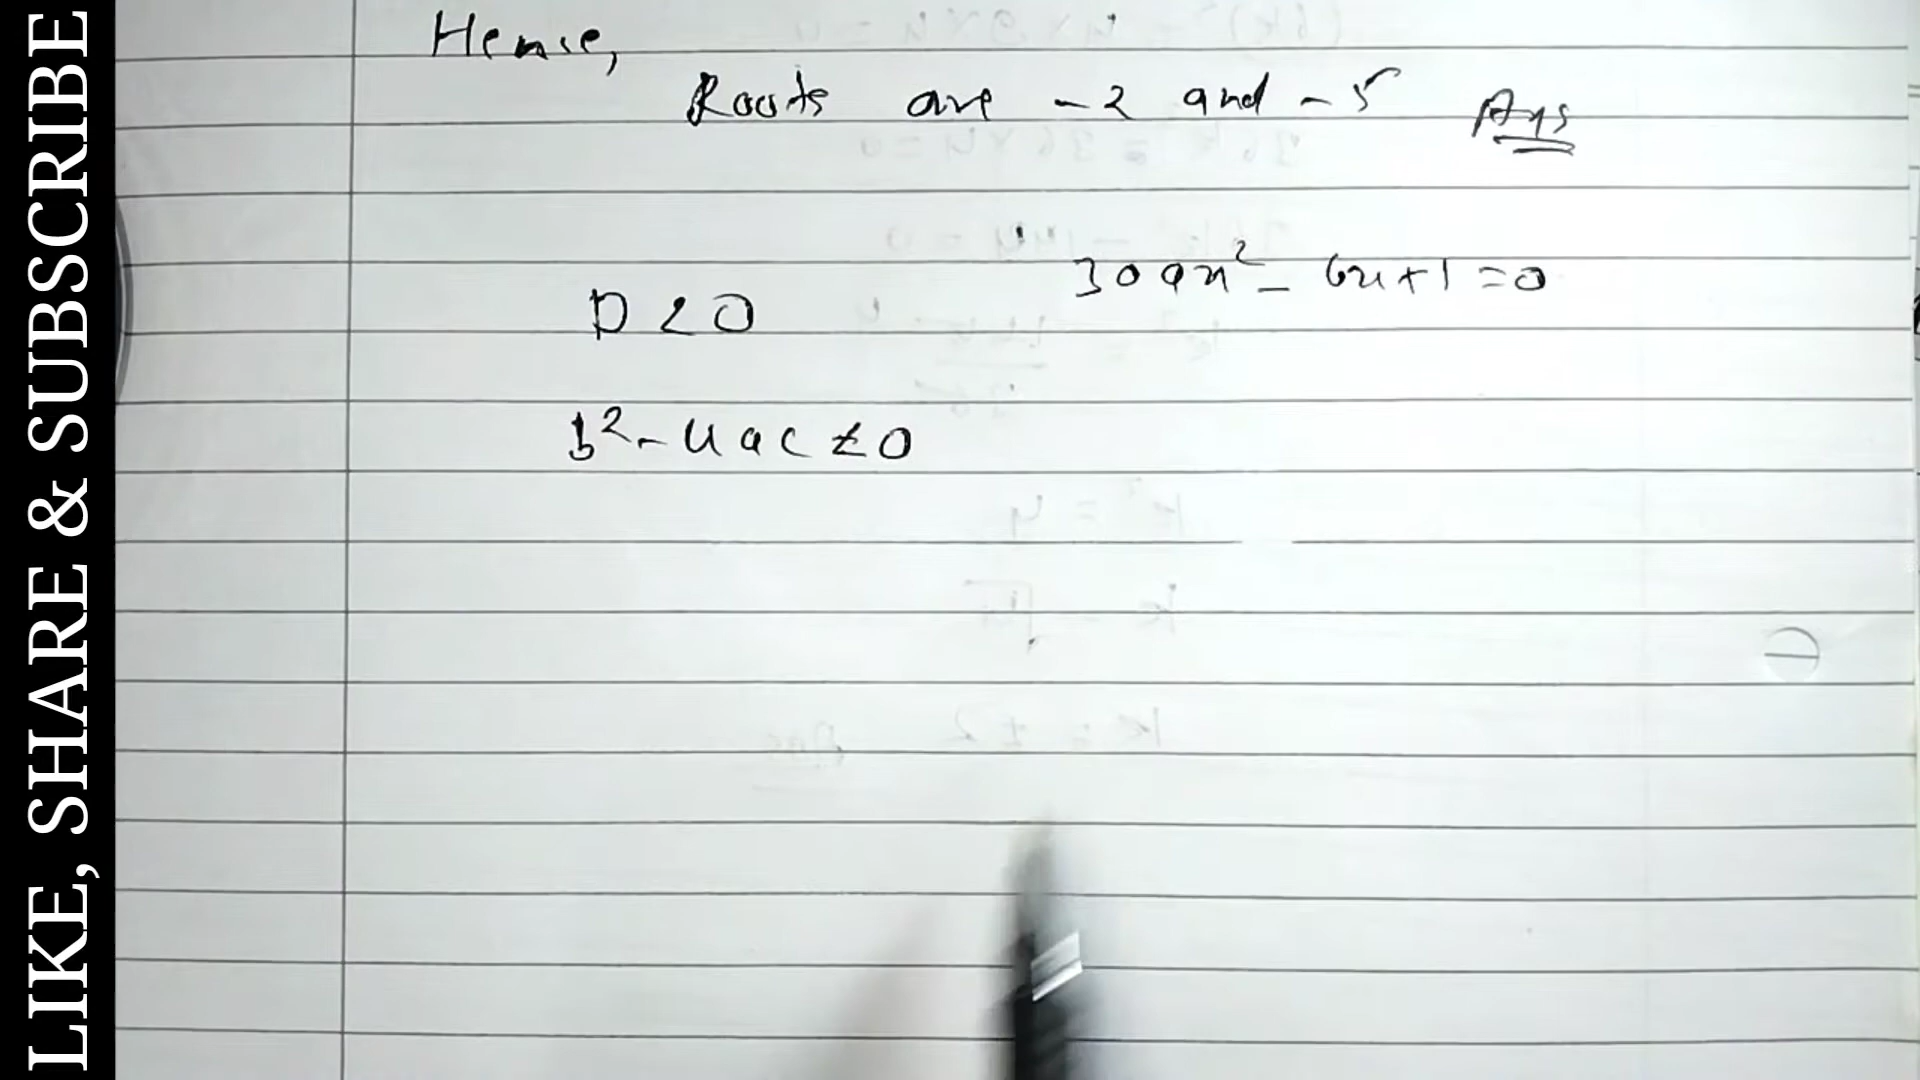 LIKE, SHARE & SUBSCRIBE
Hence,
Roots are -2 and -5 Ans
309x² - 6x + 1 = 0
D < 0
b² - 4ac < 0